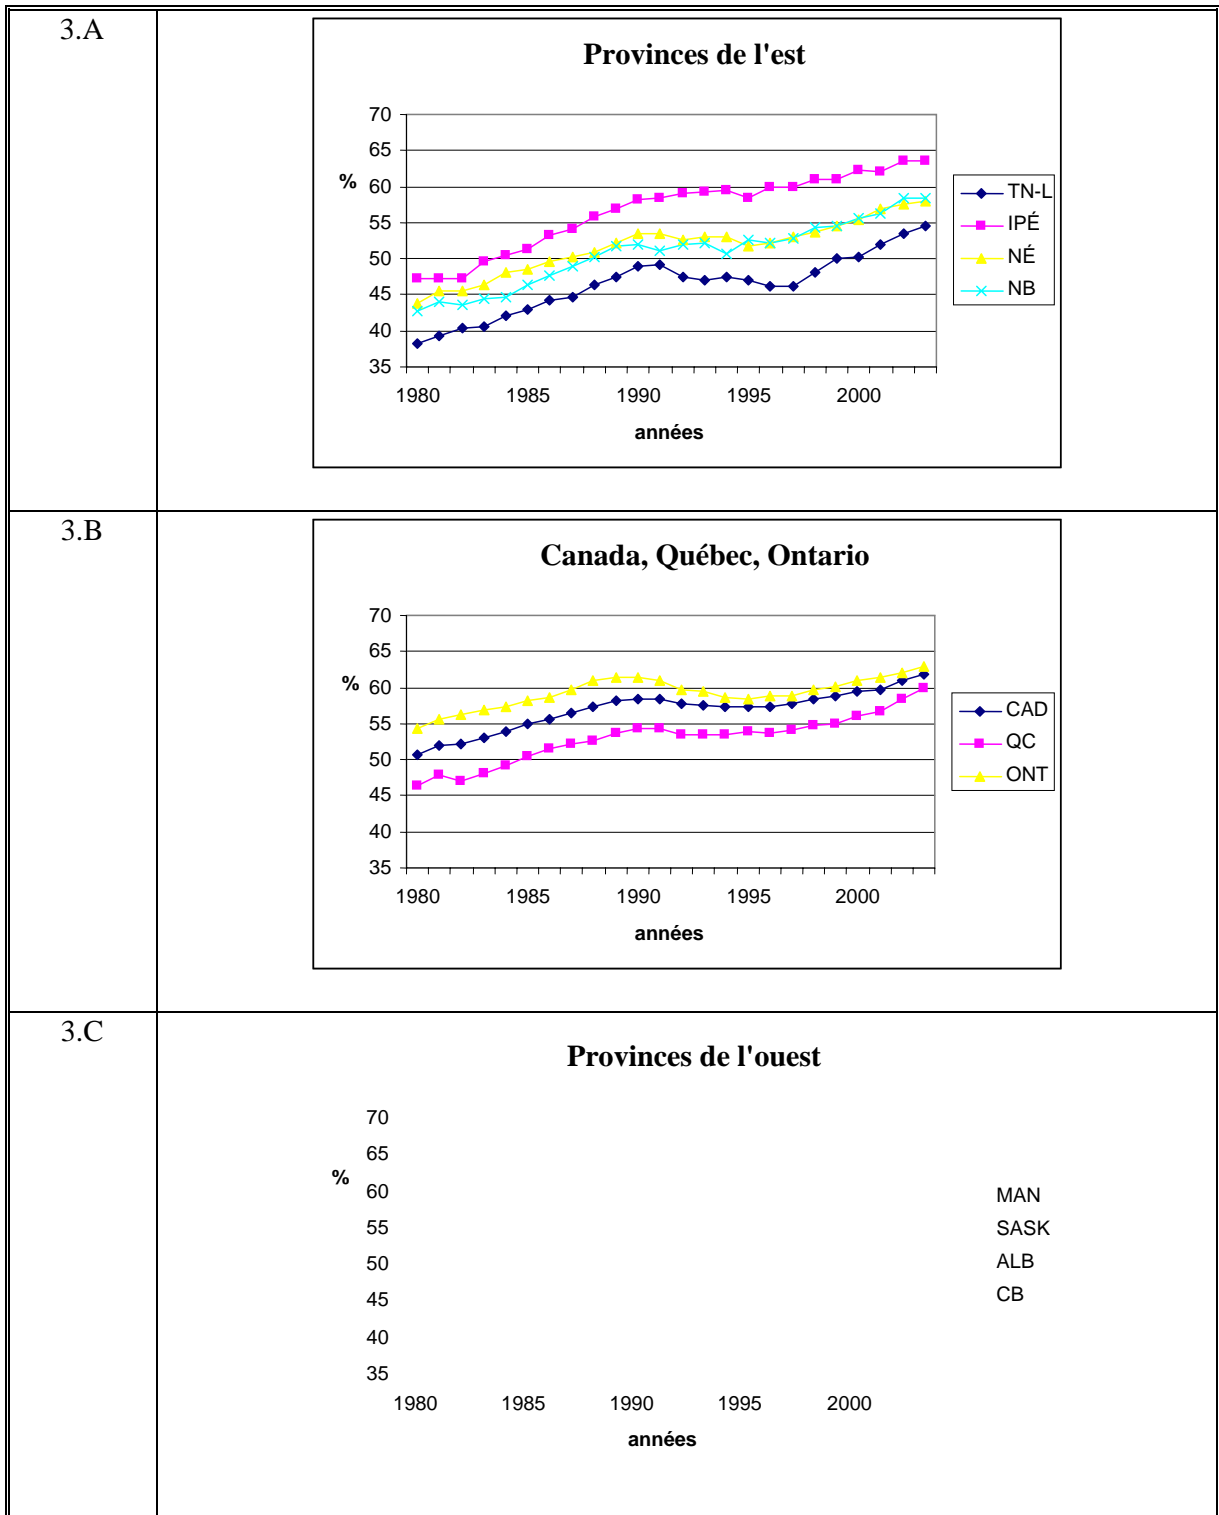 3.A
Provinces de l'est
70
65
%
60
55
50
45
40
35
1980 1985 1990 1995 2000
années
TN-L
IPÉ
NÉ
NB
3.B
Canada, Québec, Ontario
70
65
%
60
55
50
45
40
35
1980 1985 1990 1995 2000
années
CAD
QC
ONT
3.C
Provinces de l'ouest
70
65
%
60
55
50
45
40
35
1980 1985 1990 1995 2000
années
MAN
SASK
ALB
CB